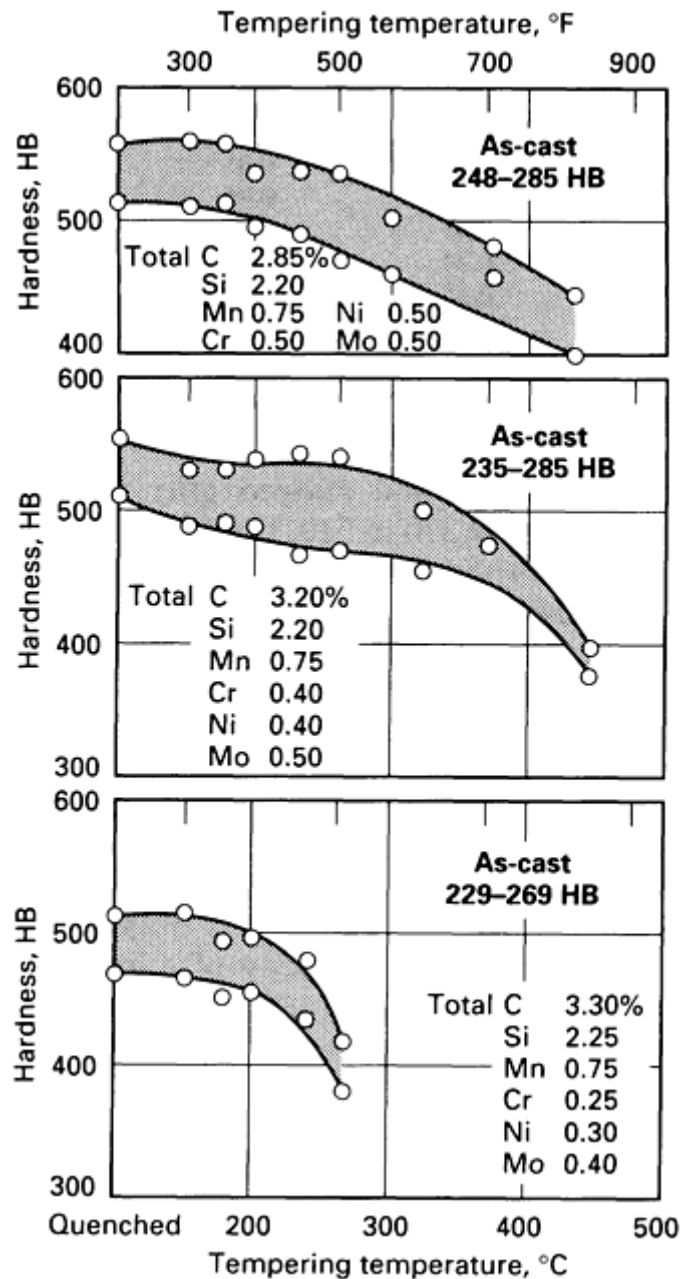 Tempering temperature, °F
300 500 700 900
600
500
400
Hardness, HB
As-cast
248–285 HB
Total C 2.85%
Si 2.20
Mn 0.75 Ni 0.50
Cr 0.50 Mo 0.50
600
500
400
300
Hardness, HB
As-cast
235–285 HB
Total C 3.20%
Si 2.20
Mn 0.75
Cr 0.40
Ni 0.40
Mo 0.50
600
500
400
300
Hardness, HB
As-cast
229–269 HB
Total C 3.30%
Si 2.25
Mn 0.75
Cr 0.25
Ni 0.30
Mo 0.40
Quenched 200 300 400 500
Tempering temperature, °C